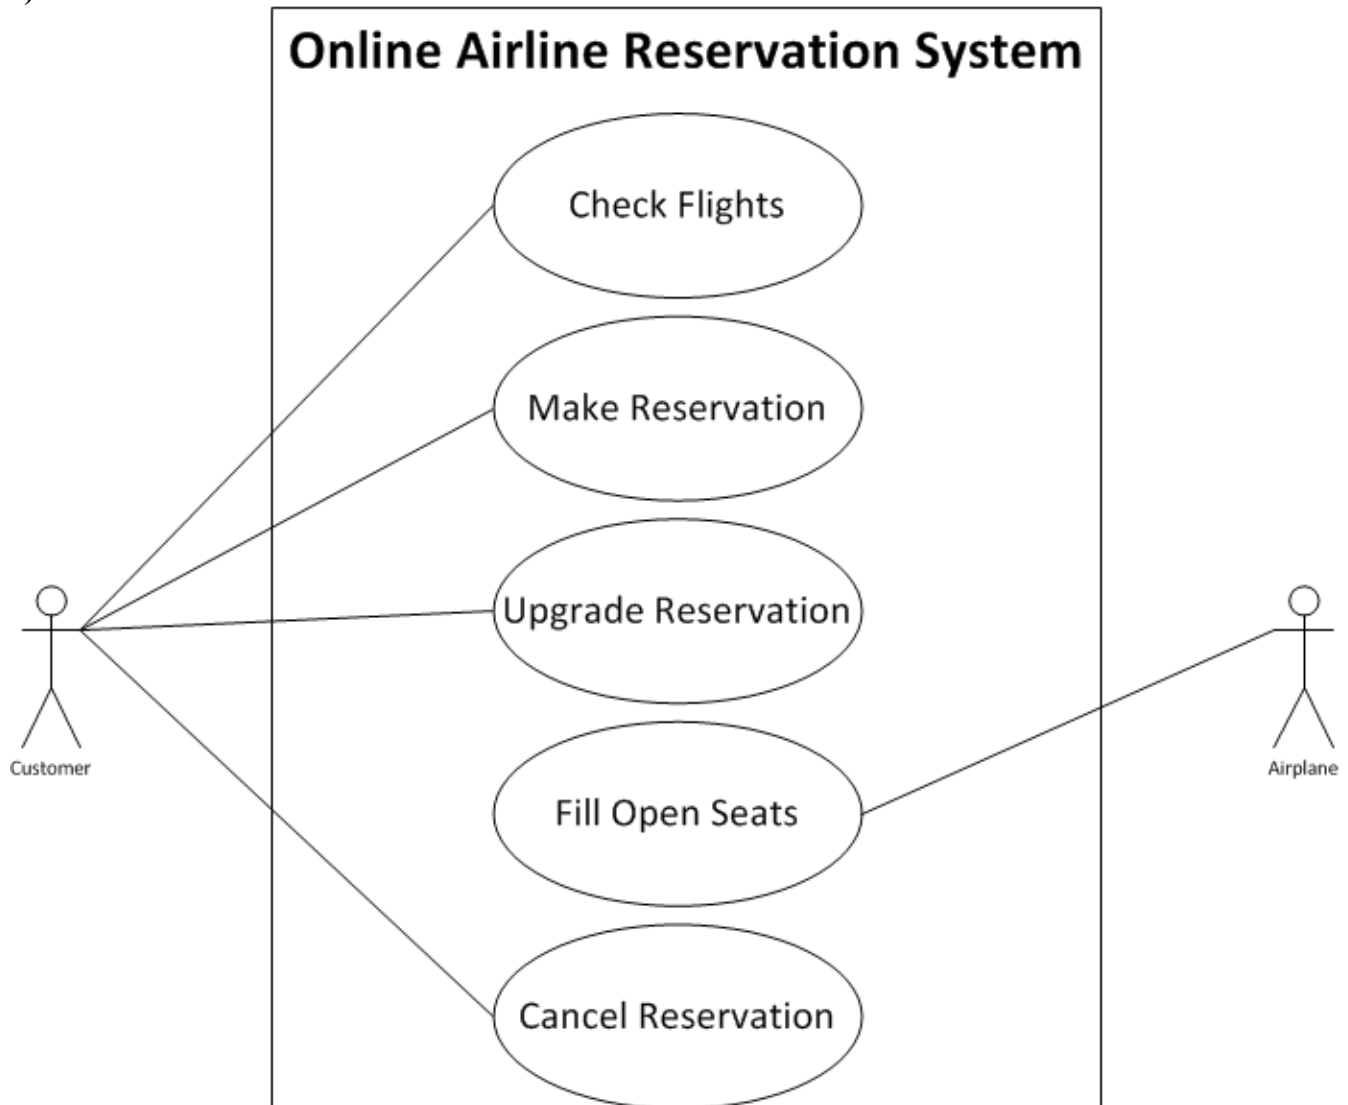 Online Airline Reservation System
Check Flights
Make Reservation
Upgrade Reservation
Customer
Airplane
Fill Open Seats
Cancel Reservation